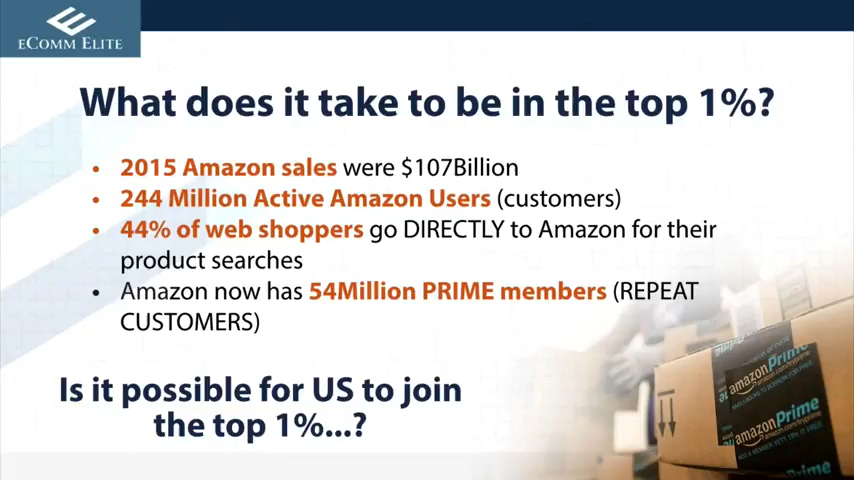 eComm Elite
What does it take to be in the top 1%?
• 2015 Amazon sales were $107Billion
• 244 Million Active Amazon Users (customers)
• 44% of web shoppers go DIRECTLY to Amazon for their
product searches
• Amazon now has 54Million PRIME members (REPEAT
CUSTOMERS)
Is it possible for US to join
the top 1%...?
amazonPrime
amazonPrime